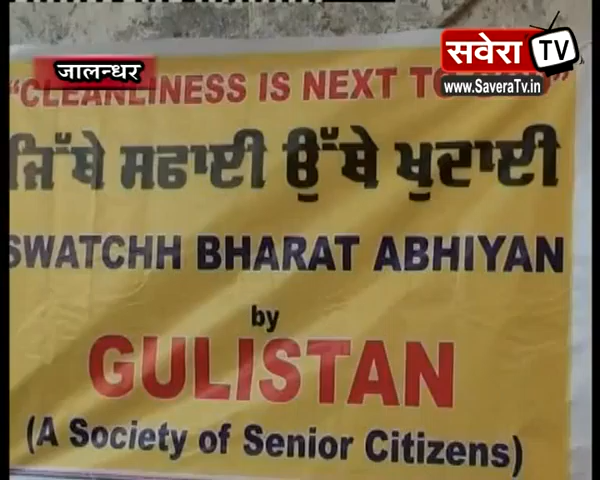 सवेरा TV
www.SaveraTv.in
जालन्धर
"CLEANLINESS IS NEXT TO
ਜਿੱਥੇ ਸਫਾਈ ਉੱਥੇ ਖੁਦਾਈ
SWATCHH BHARAT ABHIYAN
by
GULISTAN
(A Society of Senior Citizens)